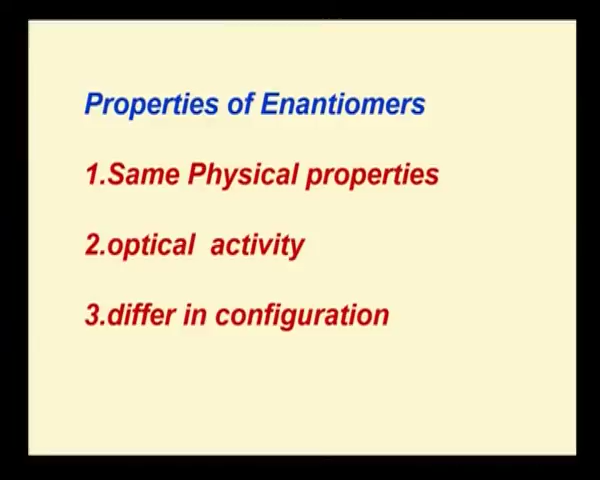 Properties of Enantiomers
1.Same Physical properties
2.optical activity
3.differ in configuration